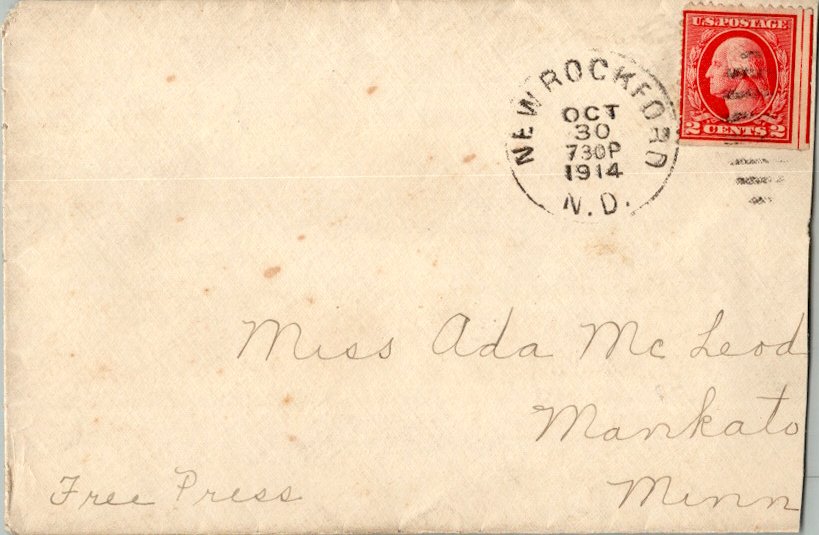 U.S. POSTAGE
2 CENTS 2
NEW ROCKFORD
OCT
30
730P
1914
N.D.
Miss Ada McLeod
Mankato
Free Press
Minn